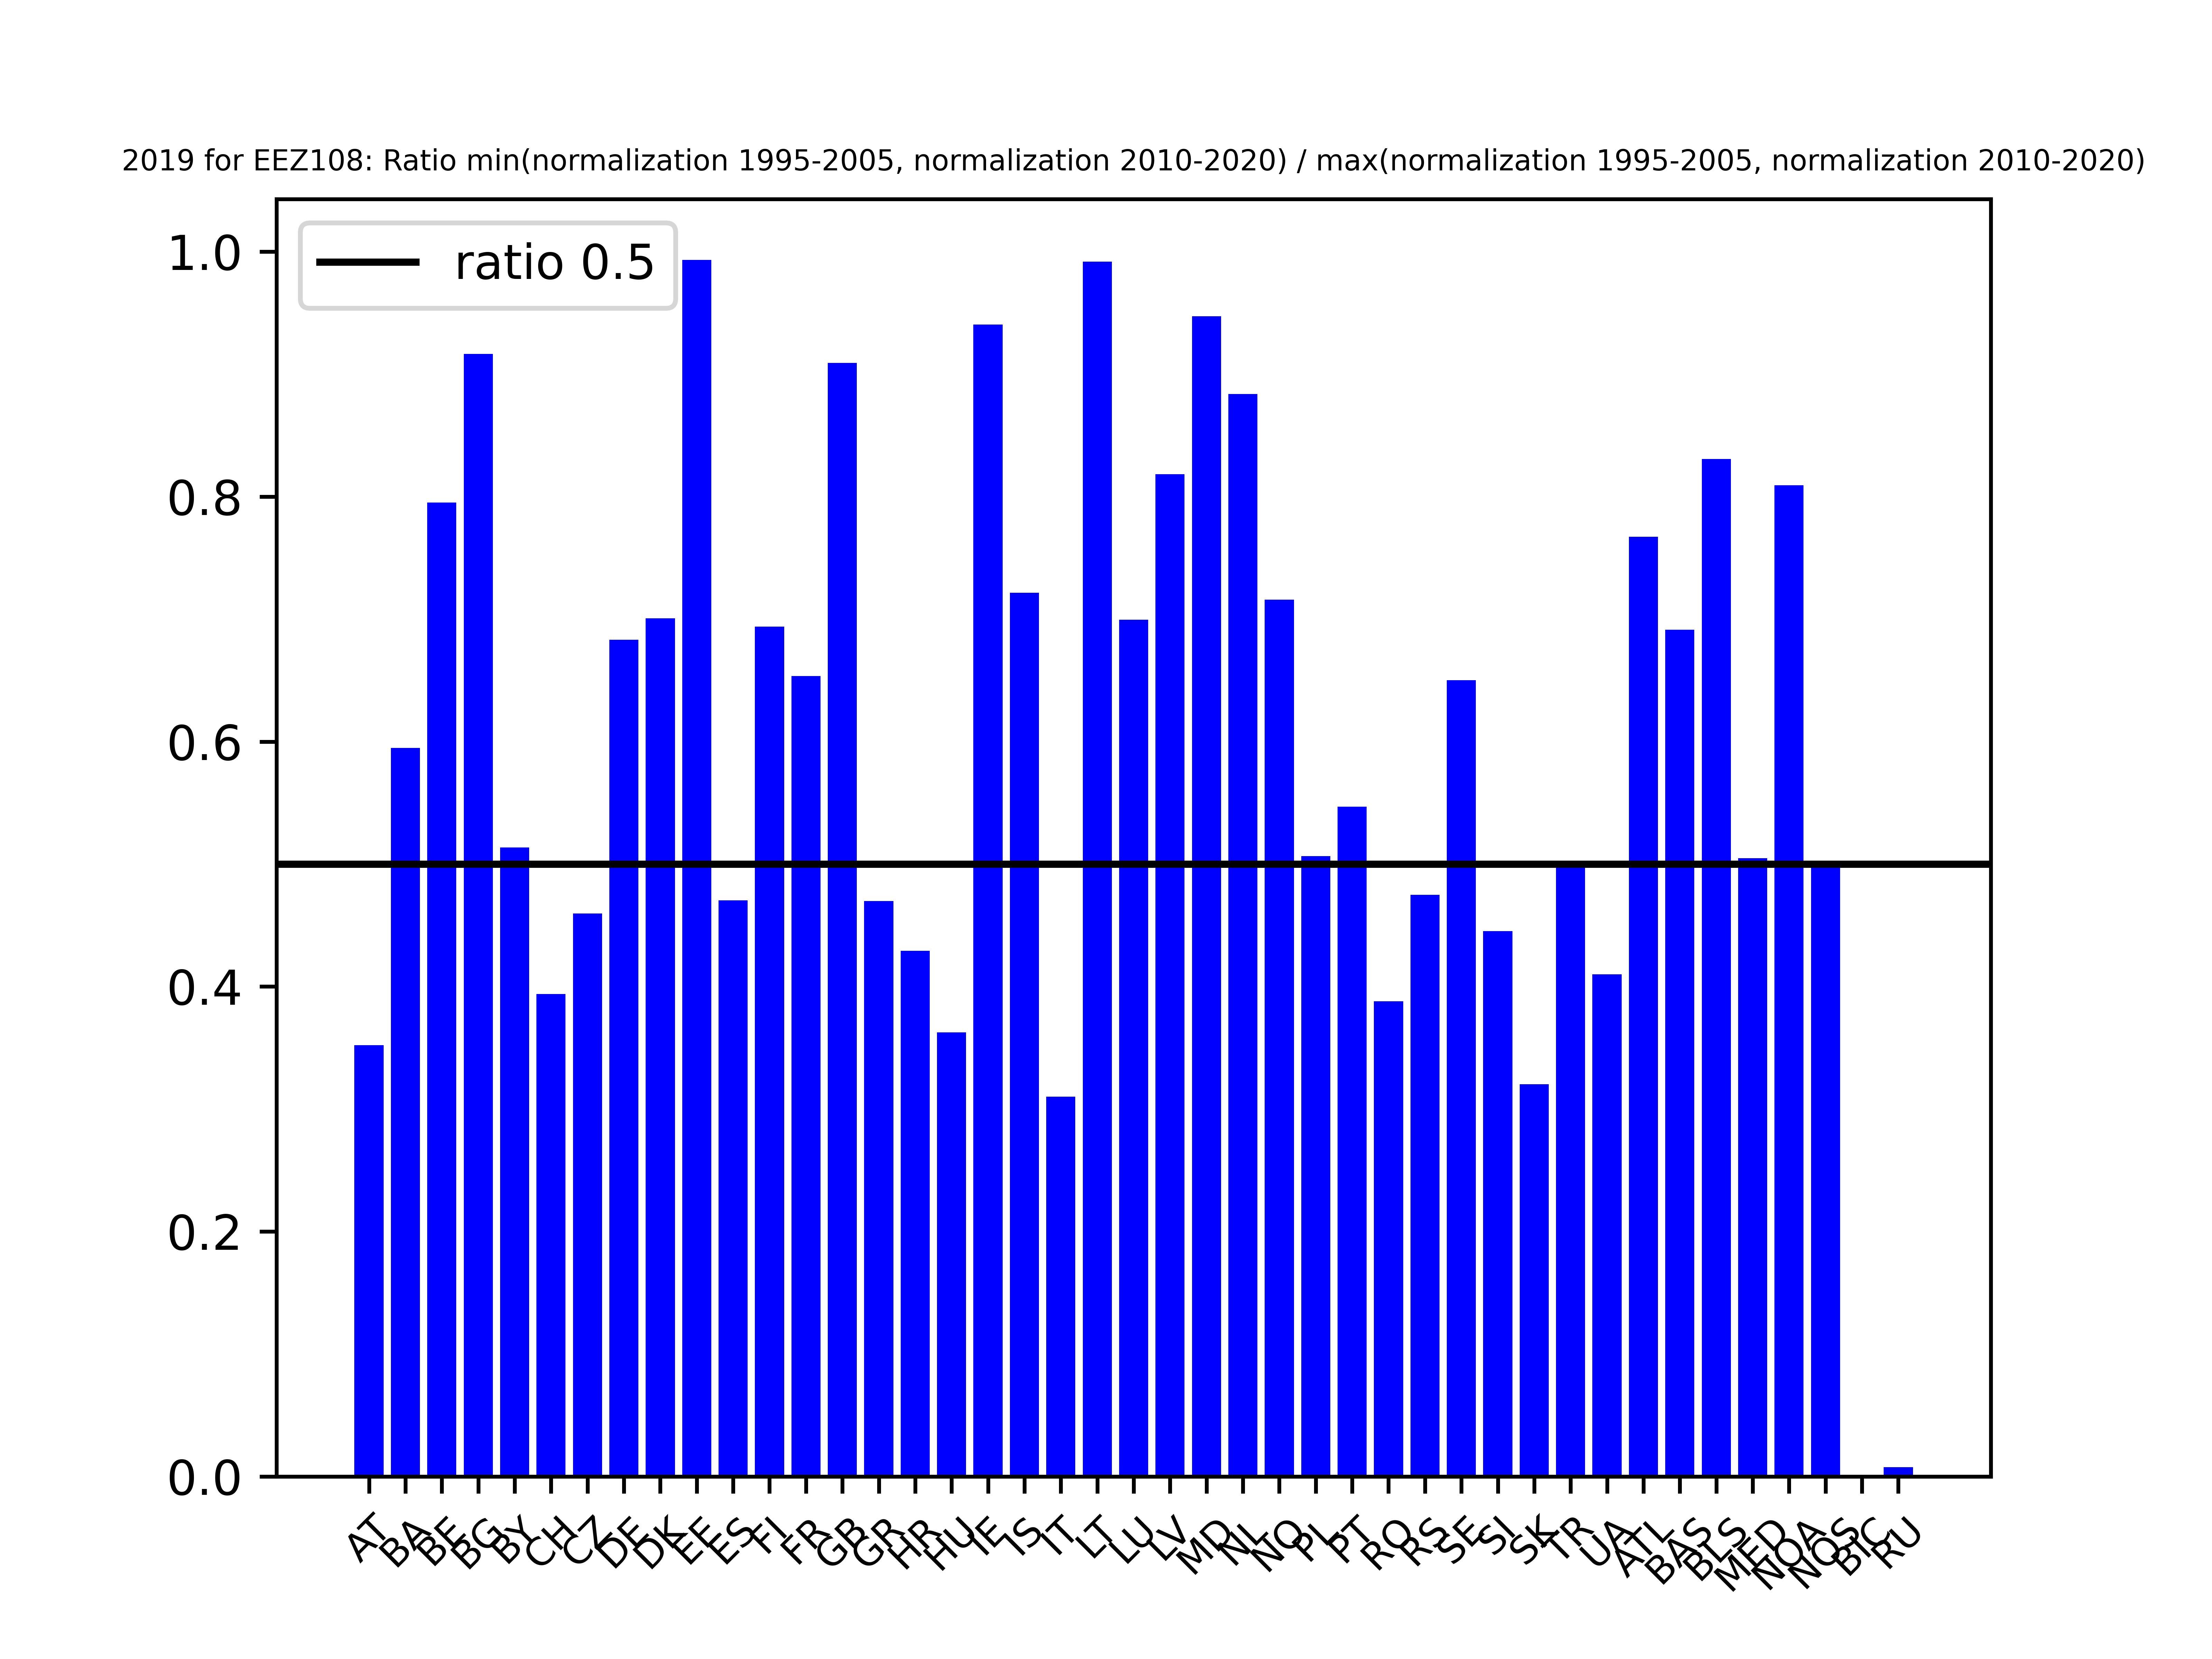 2019 for EEZ108: Ratio min(normalization 1995-2005, normalization 2010-2020) / max(normalization 1995-2005, normalization 2010-2020)
ratio 0.5
1.0
0.8
0.6
0.4
0.2
0.0
AT BA BE BG BY CH CZ DE DK EE ES FI FR GB GR HR HU IE IS IT LT LU LV MD NL NO PL PT RO RS SE SI SK TR UA ATL BAS BTS MED NOA NOS BIC RU